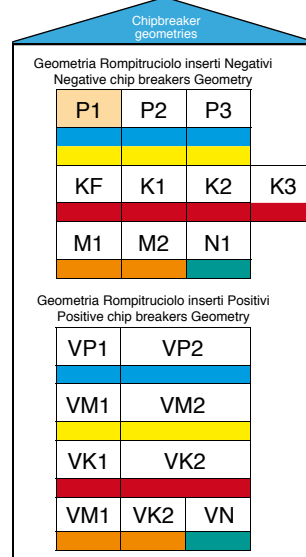 Chipbreaker
geometries
Geometria Rompitruciolo inserti Negativi
Negative chip breakers Geometry
P1 P2 P3
KF K1 K2 K3
M1 M2 N1
Geometria Rompitruciolo inserti Positivi
Positive chip breakers Geometry
VP1 VP2
VM1 VM2
VK1 VK2
VM1 VK2 VN